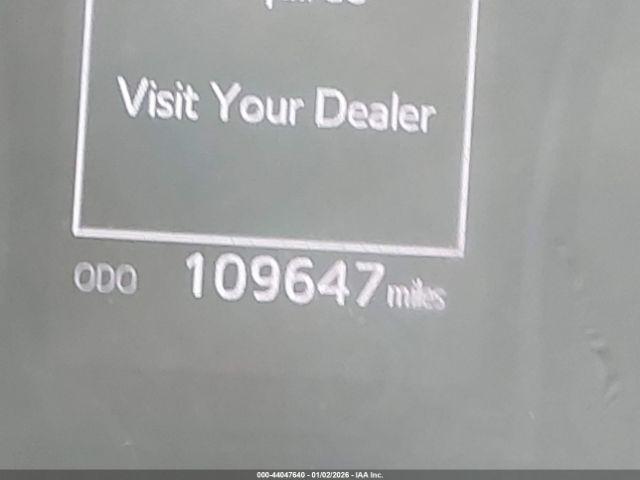 Visit Your Dealer
ODO 109647 miles
000-44047640 - 01/02/2026 - IAA Inc.